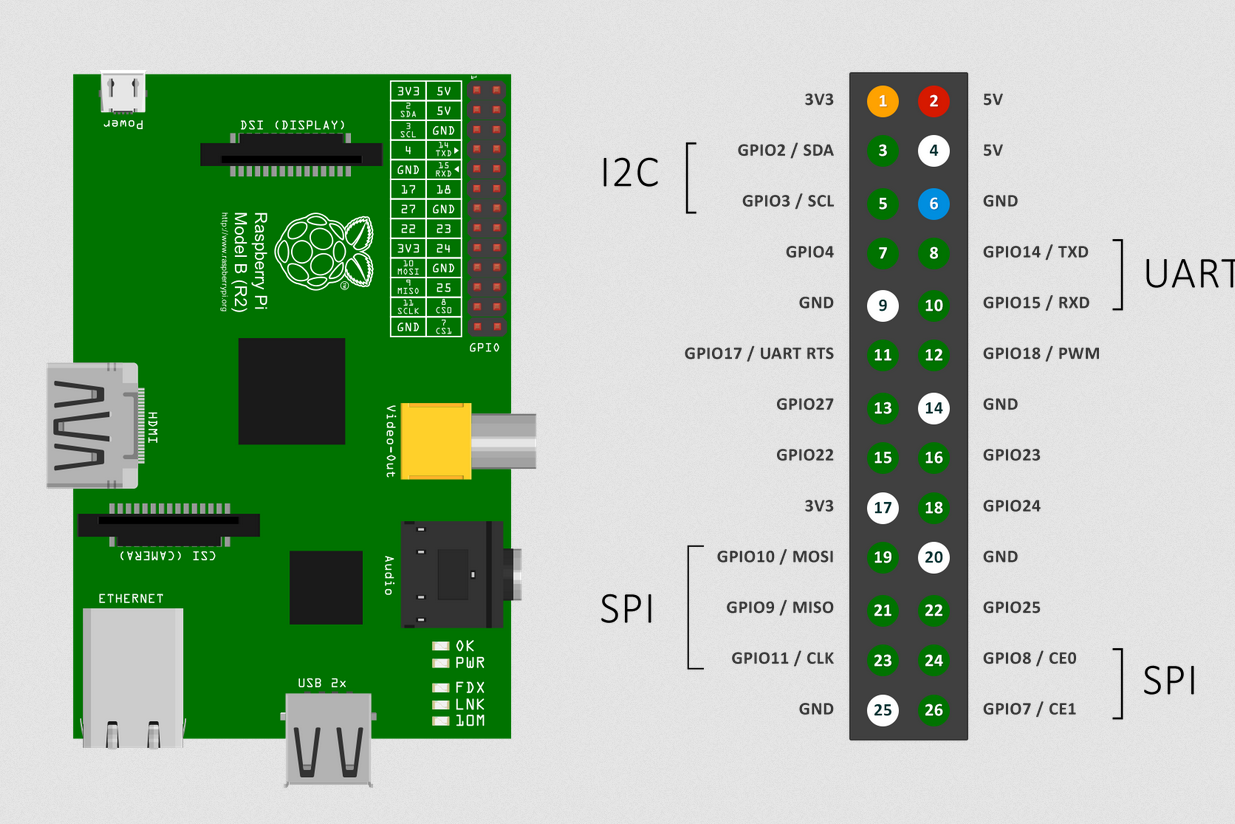 Power
DSI (DISPLAY)
3V3 5V
2 SDA 5V
3 SCL GND
4 14 TXD
GND 15 RXD
17 18
27 GND
22 23
3V3 24
10 MOSI GND
9 MISO 25
11 SCLK 8 CS0
GND 7 CS1
GPIO
Raspberry Pi
Model B (R2)
http://www.raspberrypi.org
HDMI
Video-Out
CSI (CAMERA)
Audio
ETHERNET
OK
PWR
FDX
LNK
10M
USB 2x
3V3 1 2 5V
I2C
GPIO2 / SDA 3 4 5V
GPIO3 / SCL 5 6 GND
GPIO4 7 8 GPIO14 / TXD
UART
GND 9 10 GPIO15 / RXD
GPIO17 / UART RTS 11 12 GPIO18 / PWM
GPIO27 13 14 GND
GPIO22 15 16 GPIO23
3V3 17 18 GPIO24
GPIO10 / MOSI 19 20 GND
SPI
GPIO9 / MISO 21 22 GPIO25
GPIO11 / CLK 23 24 GPIO8 / CE0
SPI
GND 25 26 GPIO7 / CE1